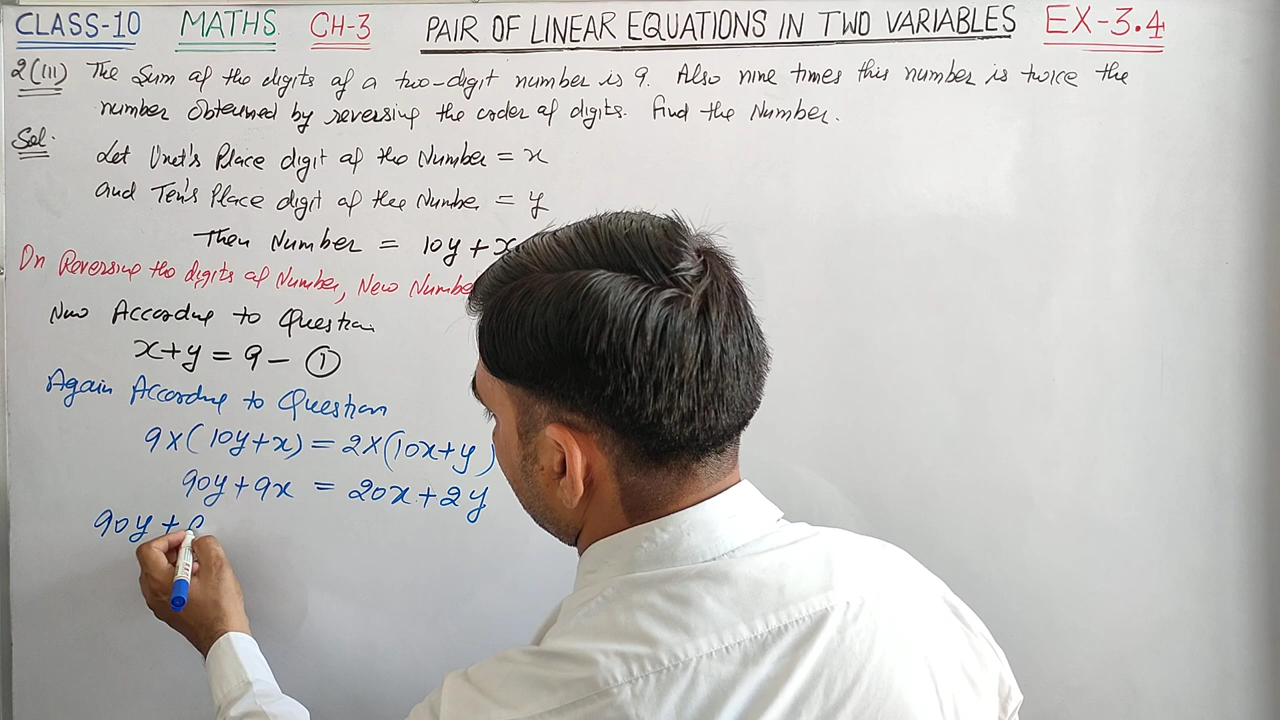 CLASS-10 MATHS CH-3 PAIR OF LINEAR EQUATIONS IN TWO VARIABLES EX-3.4
2(III) The Sum of the digits of a two-digit number is 9. Also nine times this number is twice the
number obtained by reversing the order of digits. Find the Number.
Sol.
Let Unit's Place digit of the Number = x
and Ten's Place digit of the Number = y
Then Number = 10y + x
On Reversing the digits of Number, New Number
Now According to Question
x+y = 9 - ①
Again According to Question
9×(10y+x) = 2×(10x+y)
90y+9x = 20x+2y
90y +